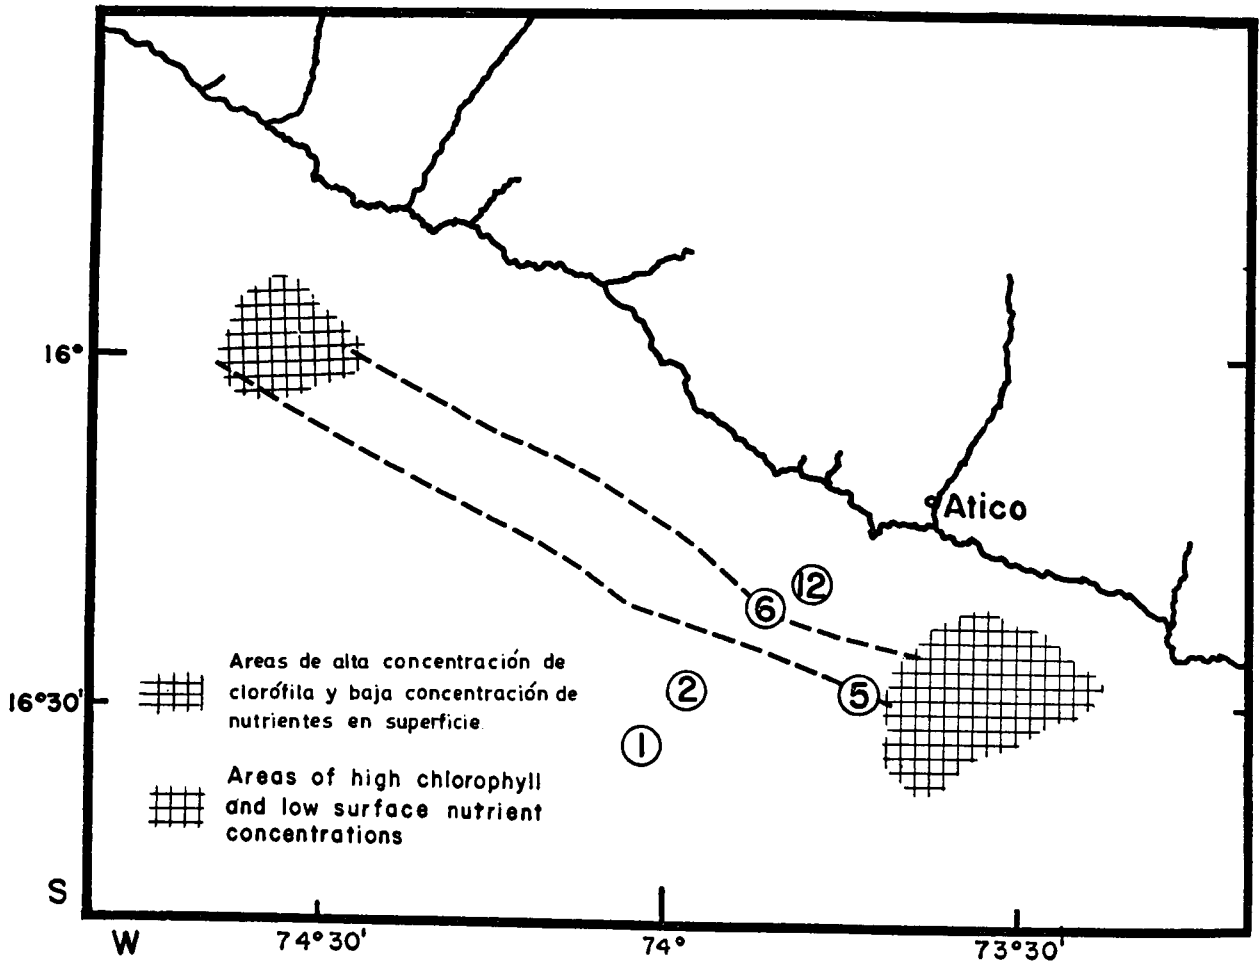 16°
Atico
12
6
Areas de alta concentración de
clorófila y baja concentración de
nutrientes en superficie.
2
5
16°30'
1
Areas of high chlorophyll
and low surface nutrient
concentrations
S
W
74°30'
74°
73°30'